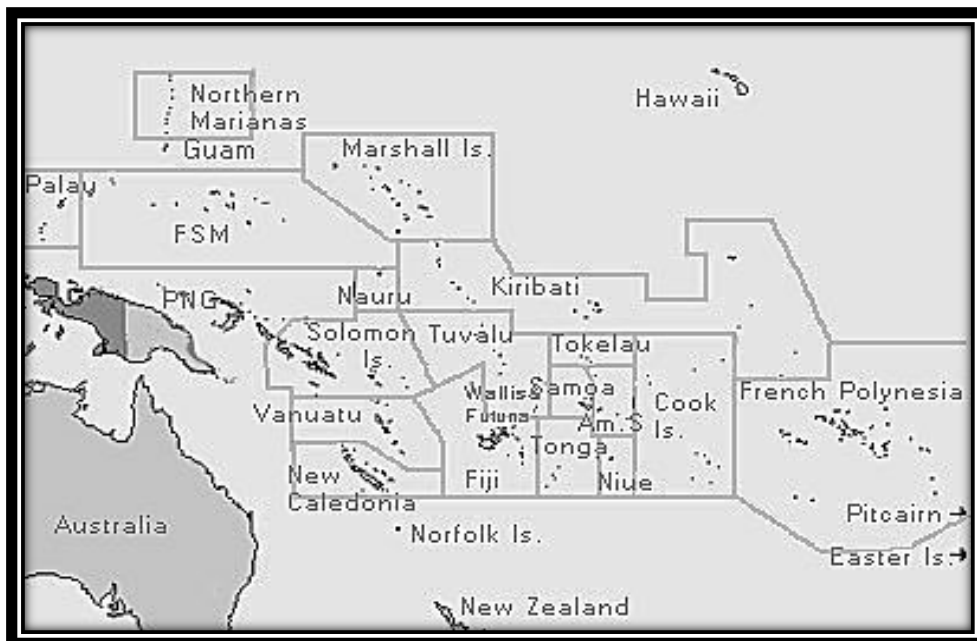 Northern
Marianas
Guam
Hawaii
Marshall Is.
Palay
FSM
PNG
Nauru
Kiribati
Solomon
Is.
Tuvalu
Tokelau
Wallis&
Futuna
Samoa
Am.S
Cook
Is.
French Polynesia
Vanuatu
Tonga
New
Caledonia
Fiji
Niue
Australia
Norfolk Is.
Pitcairn
Easter Is.
New Zealand